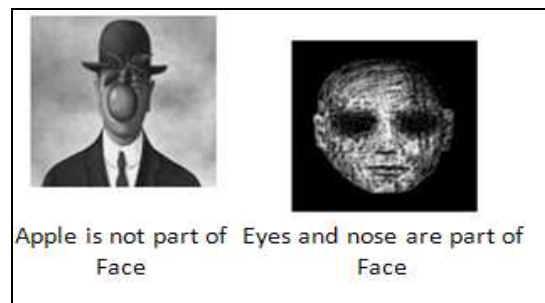 Apple is not part of Face
Eyes and nose are part of Face